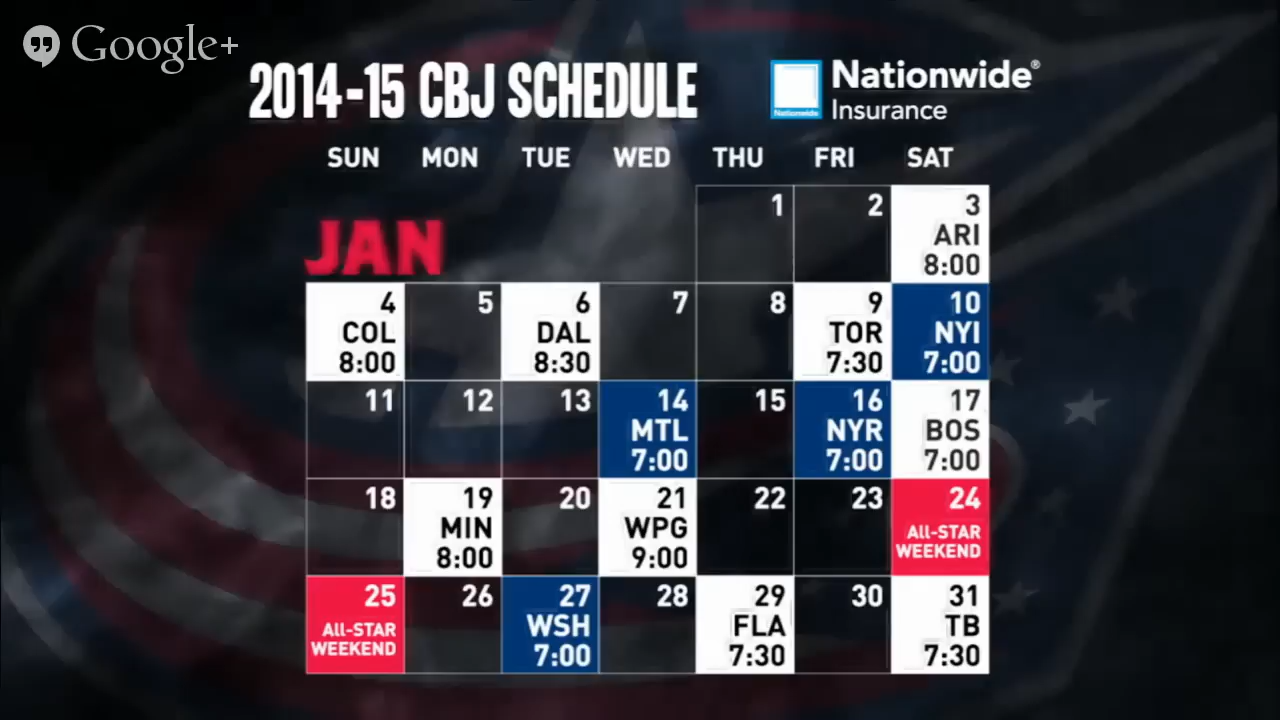 Google+
2014-15 CBJ SCHEDULE
Nationwide®
Insurance
Nationwide
SUN MON TUE WED THU FRI SAT
JAN
1 2 3
ARI
8:00
4 5 6 7 8 9 10
COL DAL TOR NYI
8:00 8:30 7:30 7:00
11 12 13 14 15 16 17
MTL NYR BOS
7:00 7:00 7:00
18 19 20 21 22 23 24
MIN WPG All-STAR
8:00 9:00 WEEKEND
25 26 27 28 29 30 31
All-STAR WSH FLA TB
WEEKEND 7:00 7:30 7:30